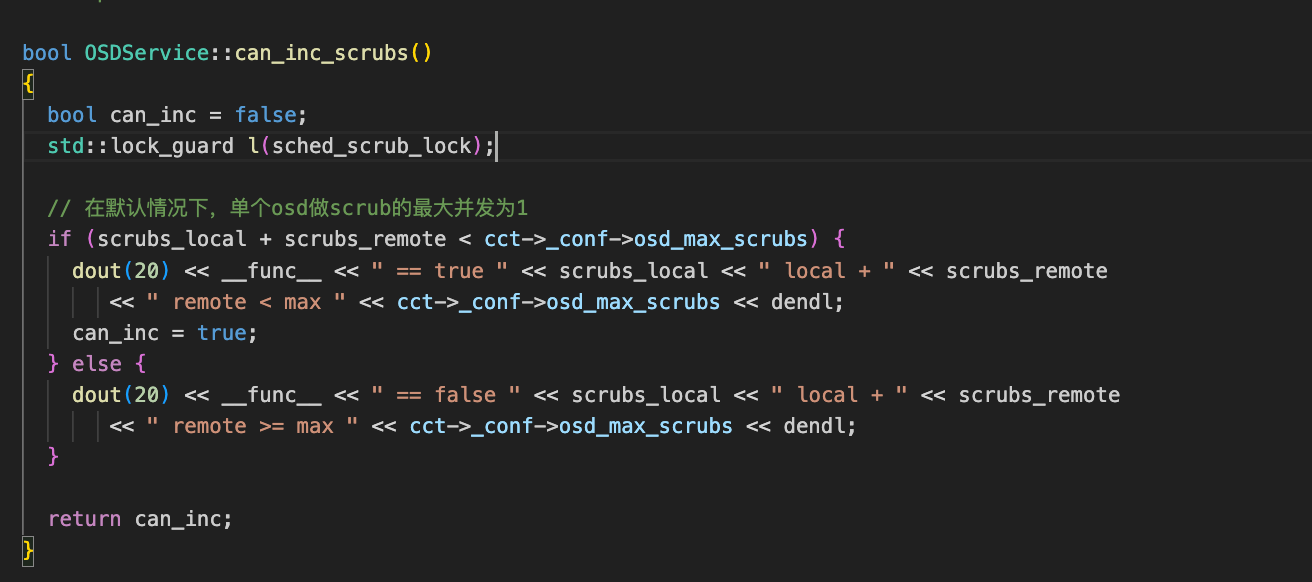 bool OSDService::can_inc_scrubs()
{
  bool can_inc = false;
  std::lock_guard l(sched_scrub_lock);

  // 在默认情况下，单个osd做scrub的最大并发为1
  if (scrubs_local + scrubs_remote < cct->_conf->osd_max_scrubs) {
    dout(20) << __func__ << " == true " << scrubs_local << " local + " << scrubs_remote
       << " remote < max " << cct->_conf->osd_max_scrubs << dendl;
    can_inc = true;
  } else {
    dout(20) << __func__ << " == false " << scrubs_local << " local + " << scrubs_remote
       << " remote >= max " << cct->_conf->osd_max_scrubs << dendl;
  }

  return can_inc;
}